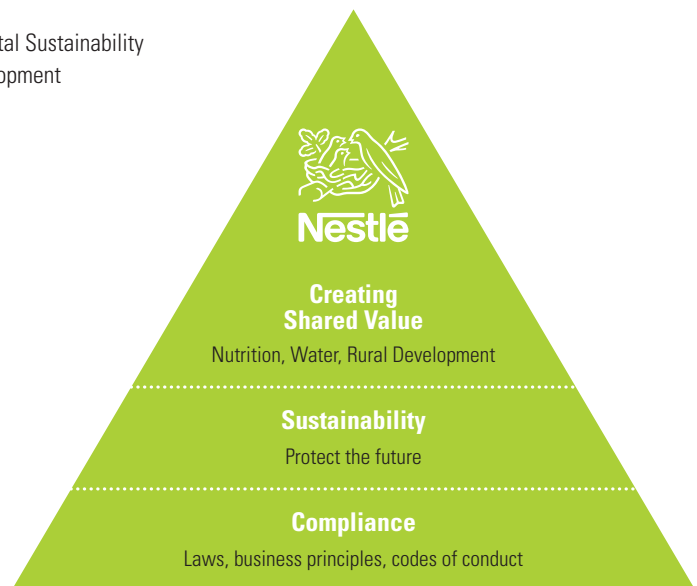 tal Sustainability
opment
Nestlé
Creating
Shared Value
Nutrition, Water, Rural Development
Sustainability
Protect the future
Compliance
Laws, business principles, codes of conduct